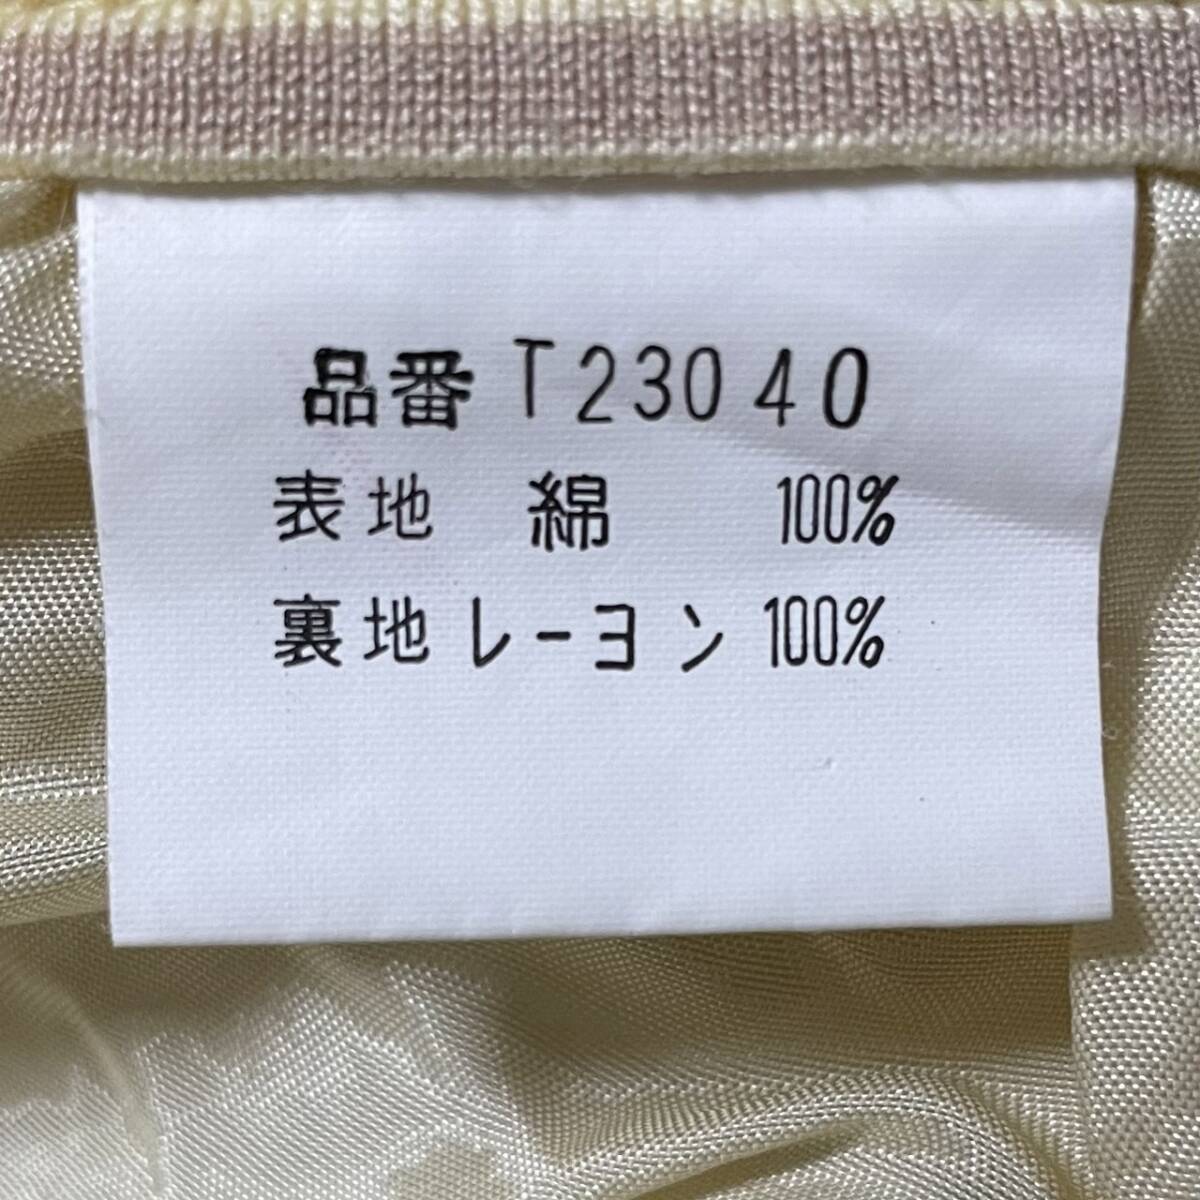 品番 T23040
表地 綿 100%
裏地 レーヨン 100%